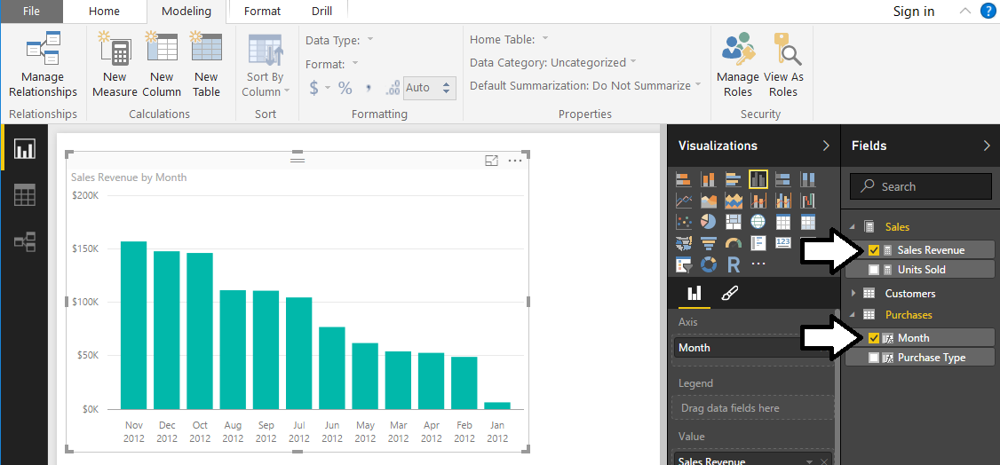 File Home Modeling Format Drill Sign in ?
Manage Relationships
New Measure
New Column
New Table
Sort By Column
Data Type:
Format:
$ % , .00 Auto
Home Table:
Data Category: Uncategorized
Default Summarization: Do Not Summarize
Manage Roles
View As Roles
Relationships Calculations Sort Formatting Properties Security
Sales Revenue by Month
$200K
$150K
$100K
$50K
$0K
Nov Dec Oct Aug Sep Jul Jun May Mar Apr Feb Jan
2012 2012 2012 2012 2012 2012 2012 2012 2012 2012 2012 2012
Visualizations
123
R
Axis
Month
Legend
Drag data fields here
Value
Sales Revenue
Fields
Search
Sales
Sales Revenue
Units Sold
Customers
Purchases
Month
Purchase Type